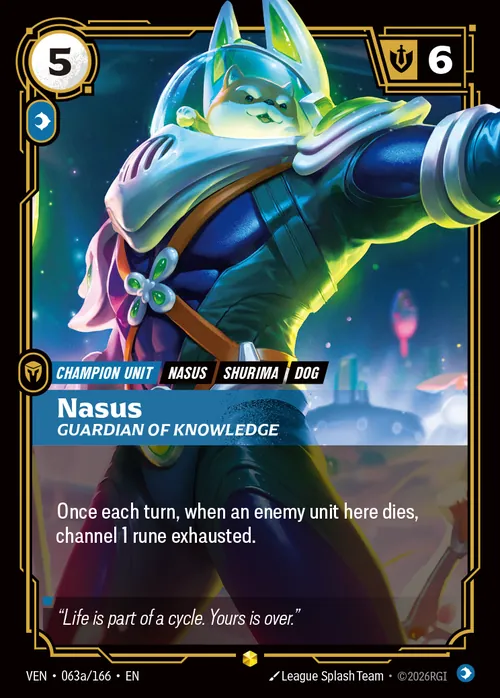 5
6
CHAMPION UNIT NASUS SHURIMA DOG
Nasus
GUARDIAN OF KNOWLEDGE
Once each turn, when an enemy unit here dies,
channel 1 rune exhausted.
“Life is part of a cycle. Yours is over.”
VEN • 063a/166 • EN League Splash Team • ©2026RGI